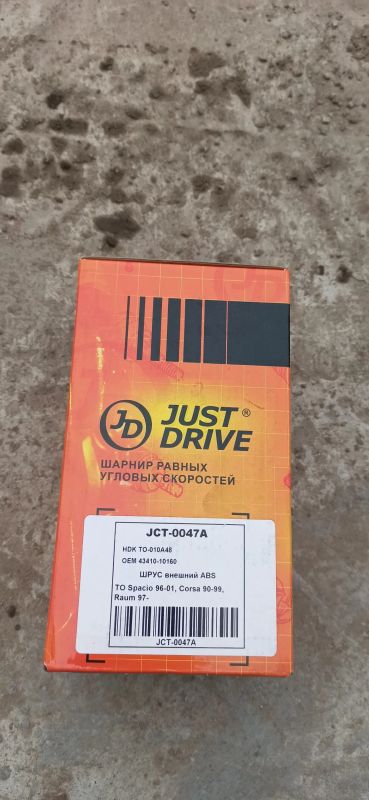 JD JUST ®
DRIVE
ШАРНИР РАВНЫХ
УГЛОВЫХ СКОРОСТЕЙ
JCT-0047A
HDK TO-010A48
OEM 43410-10160
ШРУС внешний ABS
TO Spacio 96-01, Corsa 90-99,
Raum 97-
JCT-0047A